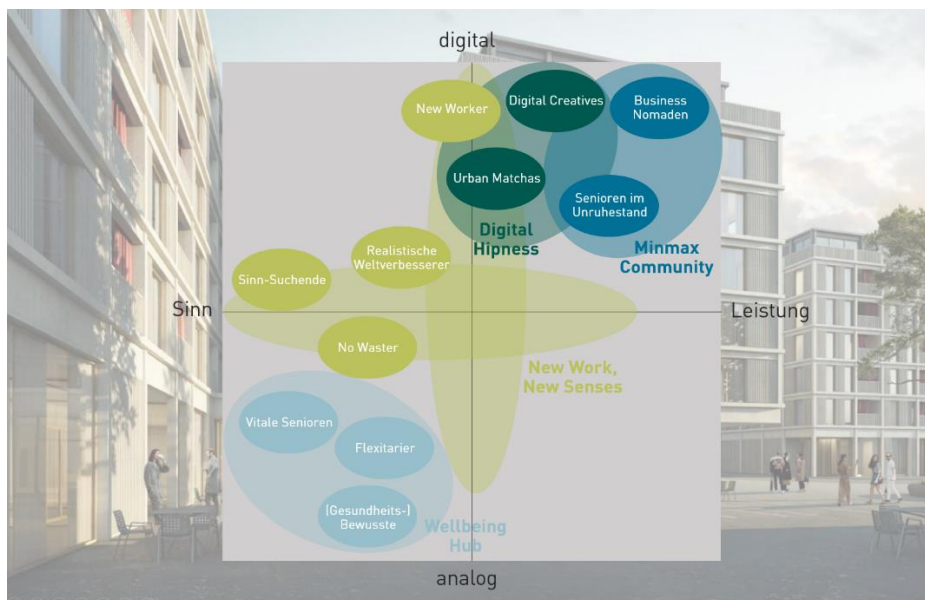 digital
New Worker
Digital Creatives
Business
Nomaden
Urban Matchas
Senioren im
Unruhestand
Digital
Hipness
Minmax
Community
Realistische
Weltverbesserer
Sinn-Suchende
Sinn
Leistung
No Waster
New Work,
New Senses
Vitale Senioren
Flexitarier
(Gesundheits-)
Bewusste
Wellbeing
Hub
analog